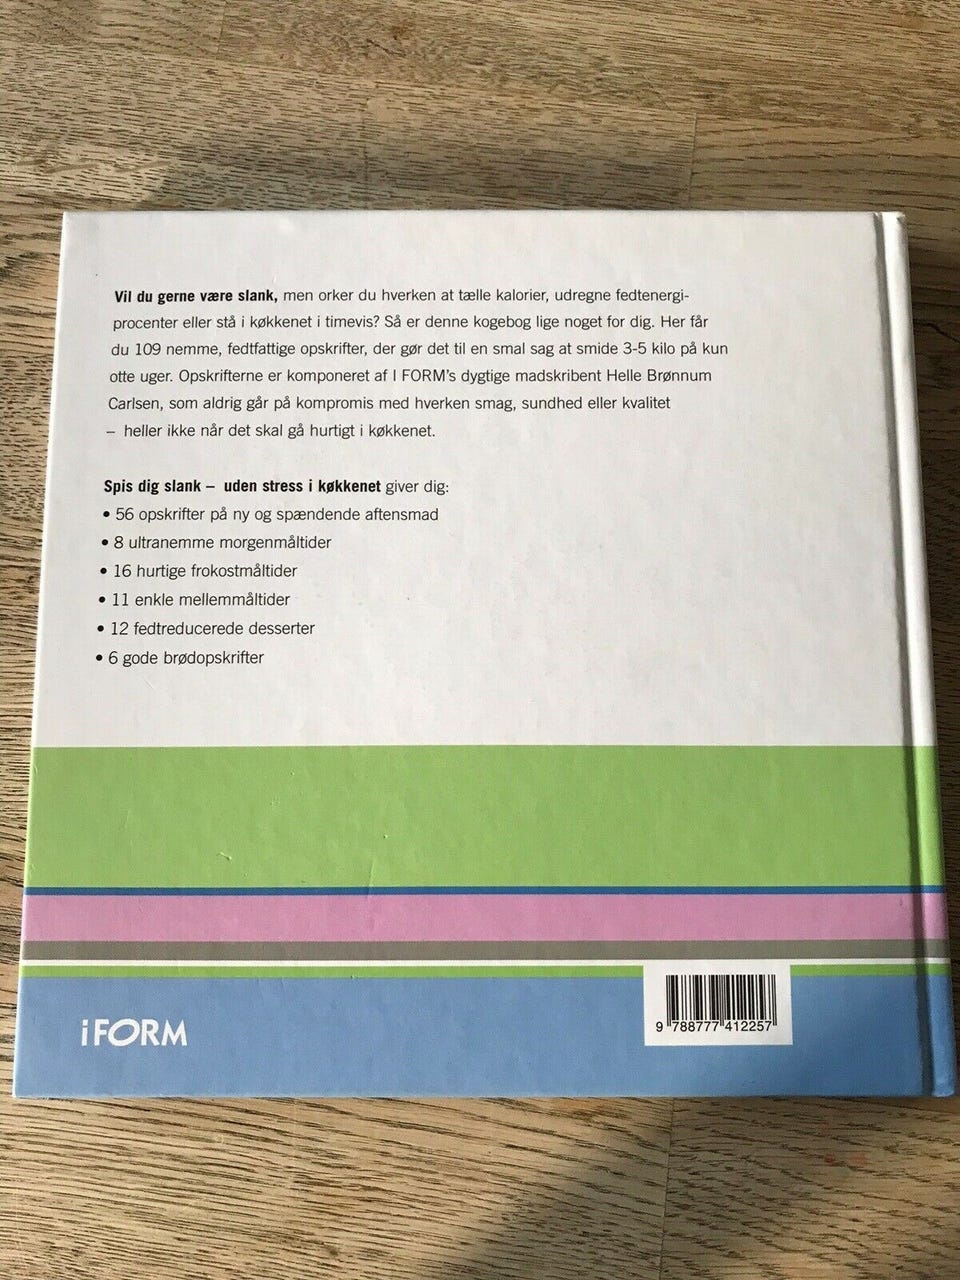 Vil du gerne være slank, men orker du hverken at tælle kalorier, udregne fedtenergi-
procenter eller stå i køkkenet i timevis? Så er denne kogebog lige noget for dig. Her får
du 109 nemme, fedtfattige opskrifter, der gør det til en smal sag at smide 3-5 kilo på kun
otte uger. Opskrifterne er komponeret af I FORM's dygtige madskribent Helle Brønnum
Carlsen, som aldrig går på kompromis med hverken smag, sundhed eller kvalitet
– heller ikke når det skal gå hurtigt i køkkenet.
Spis dig slank – uden stress i køkkenet giver dig:
• 56 opskrifter på ny og spændende aftensmad
• 8 ultranemme morgenmåltider
• 16 hurtige frokostmåltider
• 11 enkle mellemmåltider
• 12 fedtreducerede desserter
• 6 gode brødopskrifter
iFORM
9 788777 412257